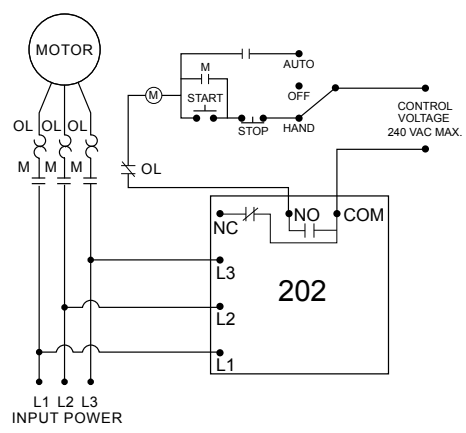 MOTOR
AUTO
M
START
M
OFF
OL OL OL
STOP
HAND
CONTROL
VOLTAGE
240 VAC MAX.
M M M
OL
NC
NO
COM
L3
202
L2
L1
L1 L2 L3
INPUT POWER